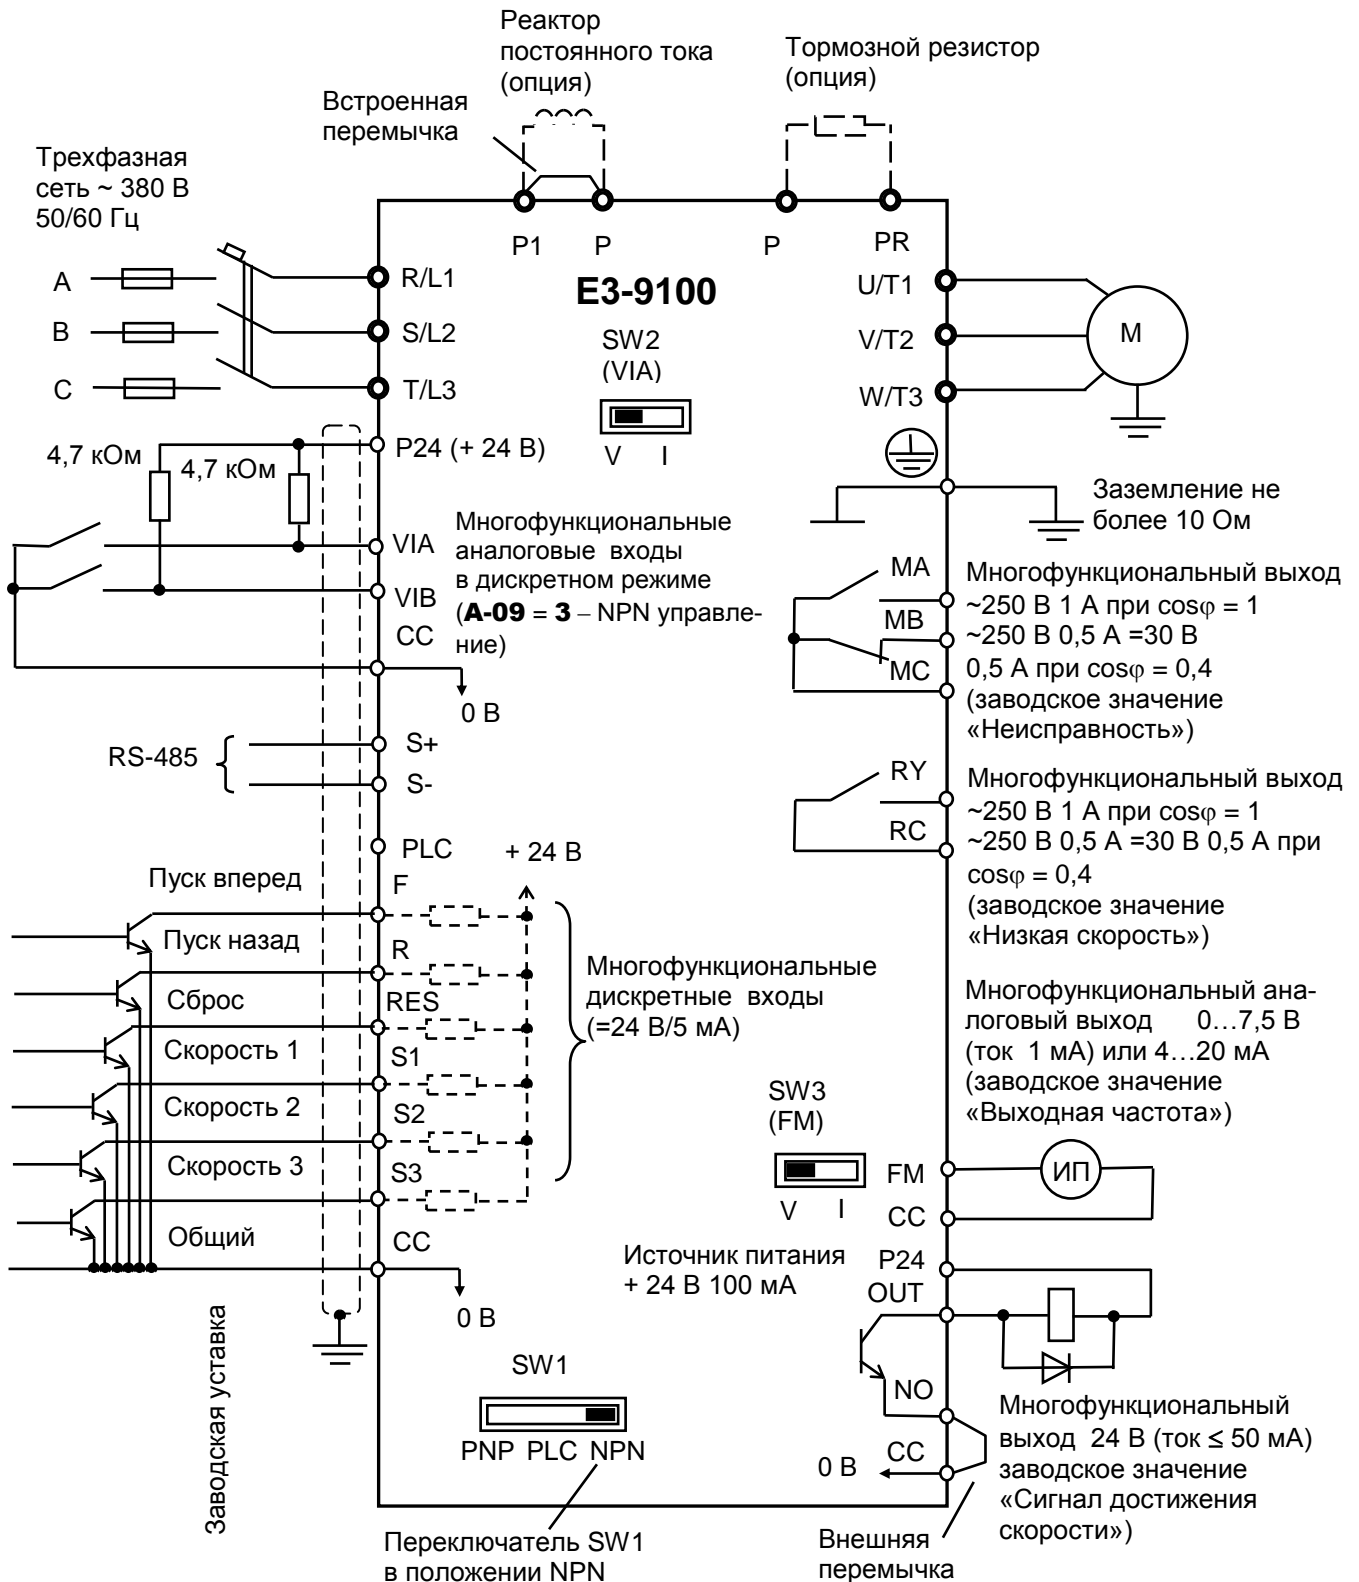 Реактор
постоянного тока
(опция)
Тормозной резистор
(опция)
Встроенная
перемычка
Трехфазная
сеть ~ 380 В
50/60 Гц
P1
P
P
PR
A
R/L1
E3-9100
U/T1
B
S/L2
SW2
(VIA)
V/T2
M
C
T/L3
W/T3
V I
4,7 кОм
4,7 кОм
P24 (+ 24 В)
Заземление не
более 10 Ом
VIA
VIB
CC
0 В
Многофункциональные
аналоговые входы
в дискретном режиме
(A-09 = 3 – NPN управле-
ние)
MA
MB
MC
Многофункциональный выход
~250 В 1 А при cosφ = 1
~250 В 0,5 А =30 В
0,5 А при cosφ = 0,4
(заводское значение
«Неисправность»)
RS-485
S+
S-
RY
RC
Многофункциональный выход
~250 В 1 А при cosφ = 1
~250 В 0,5 А =30 В 0,5 А при
cosφ = 0,4
(заводское значение
«Низкая скорость»)
PLC
+ 24 В
Пуск вперед
F
Пуск назад
R
Сброс
RES
Скорость 1
S1
Скорость 2
S2
Скорость 3
S3
Общий
CC
0 В
Многофункциональные
дискретные входы
(=24 В/5 мА)
Многофункциональный ана-
логовый выход 0…7,5 В
(ток 1 мА) или 4…20 мА
(заводское значение
«Выходная частота»)
SW3
(FM)
V I
FM
ИП
CC
Источник питания
+ 24 В 100 мА
P24
OUT
NO
CC
0 В
Заводская уставка
SW1
PNP PLC NPN
Многофункциональный
выход 24 В (ток ≤ 50 мА)
заводское значение
«Сигнал достижения
скорости»)
Переключатель SW1
в положении NPN
Внешняя
перемычка